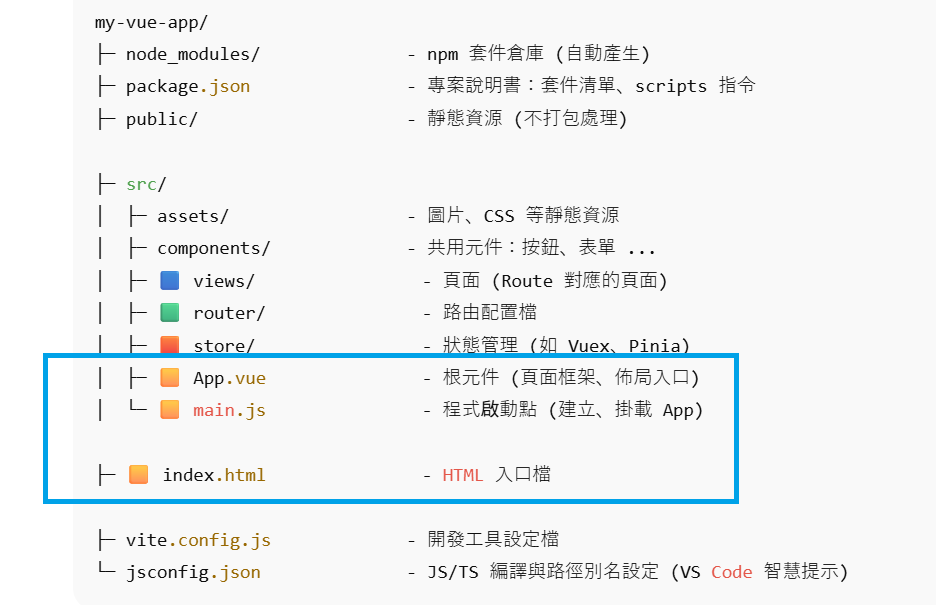 my-vue-app/
├─ node_modules/ - npm 套件倉庫 (自動產生)
├─ package.json - 專案說明書：套件清單、scripts 指令
├─ public/ - 靜態資源 (不打包處理)
├─ src/
│ ├─ assets/ - 圖片、CSS 等靜態資源
│ ├─ components/ - 共用元件：按鈕、表單 ...
│ ├─ 🟦 views/ - 頁面 (Route 對應的頁面)
│ ├─ 🟩 router/ - 路由配置檔
│ ├─ 🟥 store/ - 狀態管理 (如 Vuex、Pinia)
│ ├─ 🟧 App.vue - 根元件 (頁面框架、佈局入口)
│ └─ 🟧 main.js - 程式啟動點 (建立、掛載 App)
├─ 🟧 index.html - HTML 入口檔
├─ vite.config.js - 開發工具設定檔
└─ jsconfig.json - JS/TS 編譯與路徑別名設定 (VS Code 智慧提示)